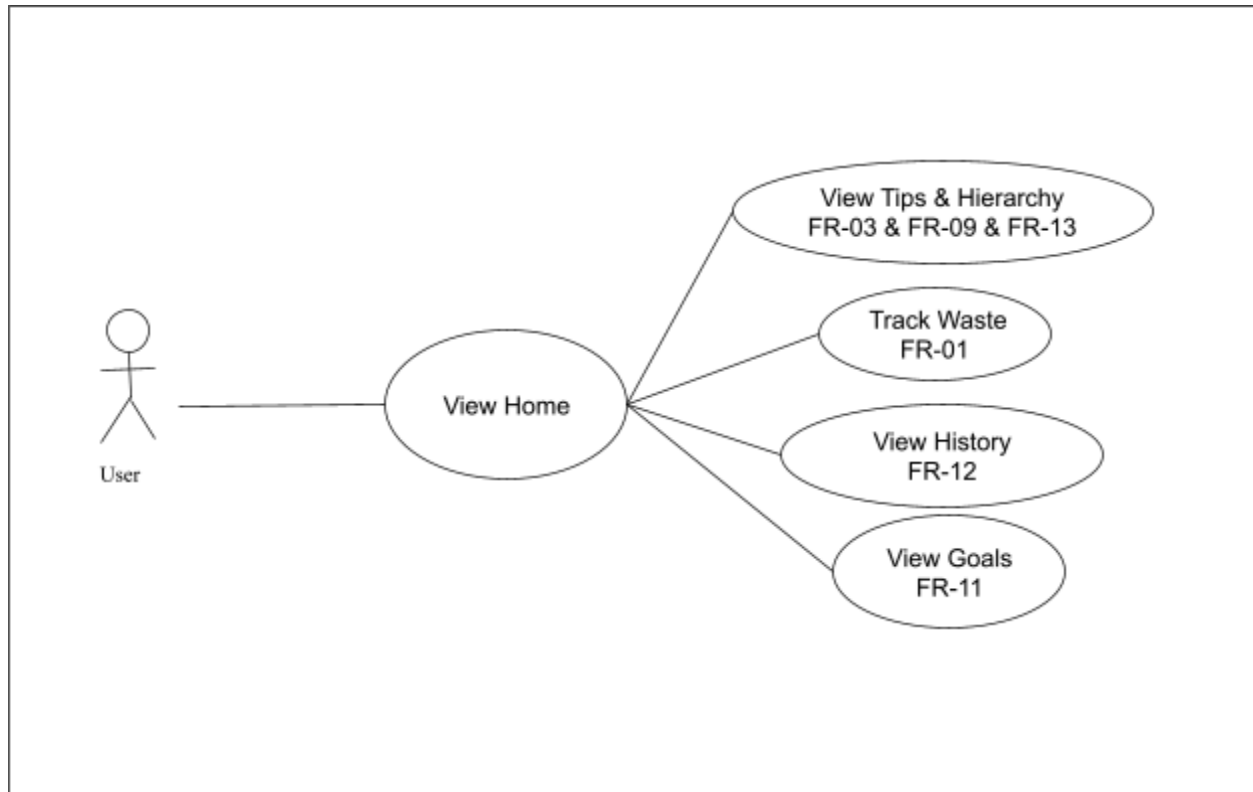 View Tips & Hierarchy
FR-03 & FR-09 & FR-13
Track Waste
FR-01
View Home
View History
FR-12
User
View Goals
FR-11